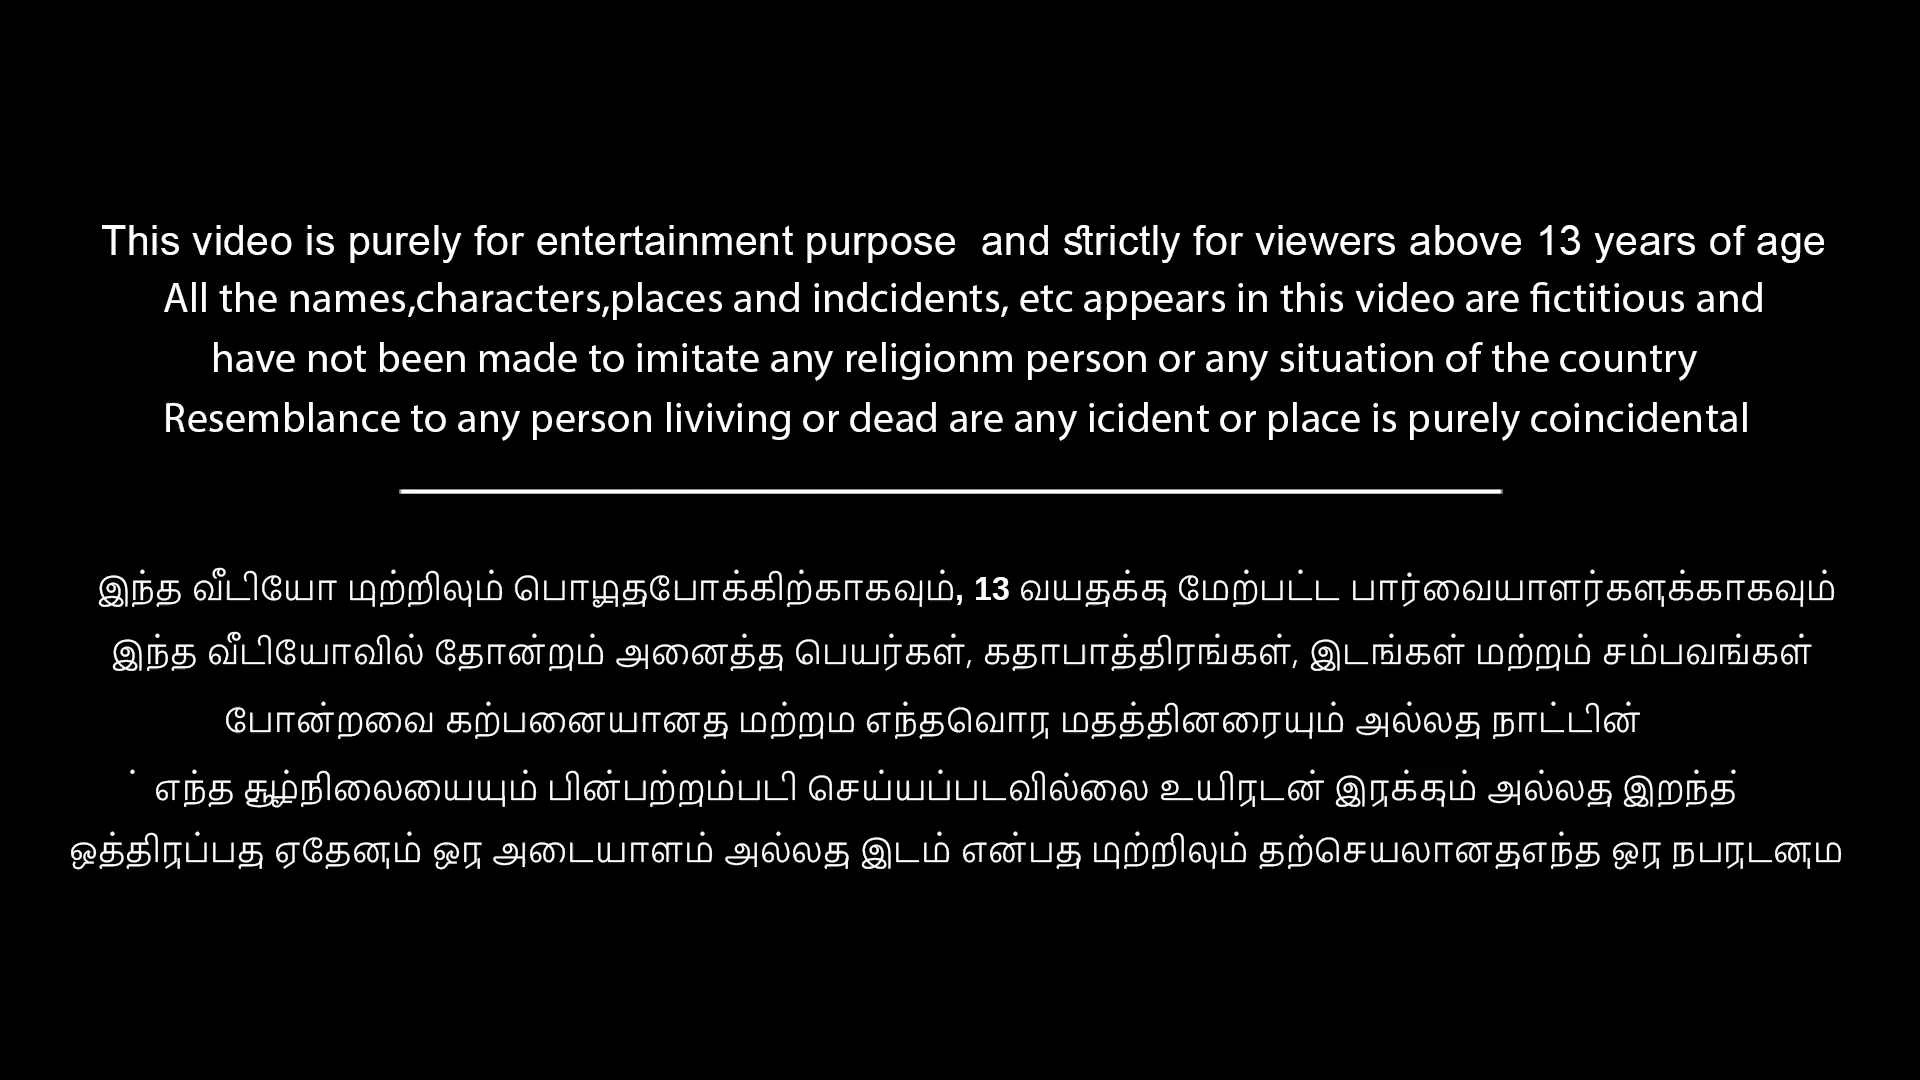 This video is purely for entertainment purpose  and strictly for viewers above 13 years of age
All the names,characters,places and indcidents, etc appears in this video are fictitious and
have not been made to imitate any religionm person or any situation of the country
Resemblance to any person liviving or dead are any icident or place is purely coincidental
இந்த வீடியோ முற்றிலும் பொழுதுபோக்கிற்காகவும், 13 வயதுக்கு மேற்பட்ட பார்வையாளர்களுக்காகவும்
இந்த வீடியோவில் தோன்றும் அனைத்து பெயர்கள், கதாபாத்திரங்கள், இடங்கள் மற்றும் சம்பவங்கள்
போன்றவை கற்பனையானது மற்றும எந்தவொரு மதத்தினரையும் அல்லது நாட்டின்
எந்த சூழ்நிலையையும் பின்பற்றும்படி செய்யப்படவில்லை உயிருடன் இருக்கும் அல்லது இறந்த்
ஒத்திருப்பது ஏதேனும் ஒரு அடையாளம் அல்லது இடம் என்பது முற்றிலும் தற்செயலானதுஎந்த ஒரு நபருடனும